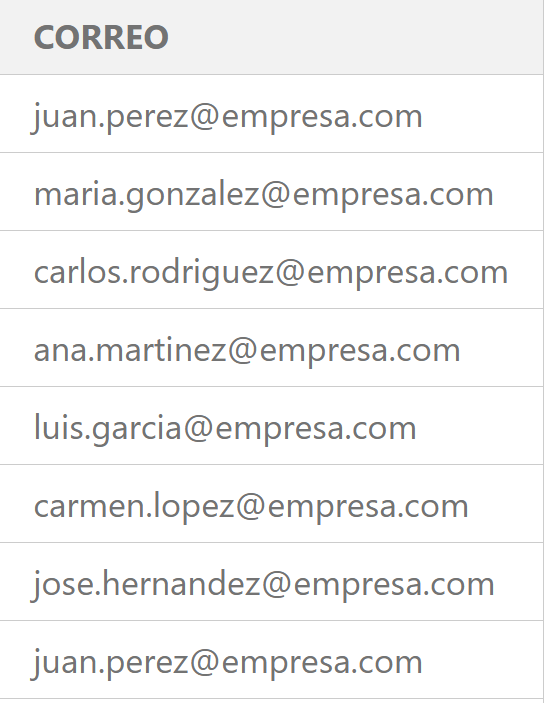 CORREO
juan.perez@empresa.com
maria.gonzalez@empresa.com
carlos.rodriguez@empresa.com
ana.martinez@empresa.com
luis.garcia@empresa.com
carmen.lopez@empresa.com
jose.hernandez@empresa.com
juan.perez@empresa.com